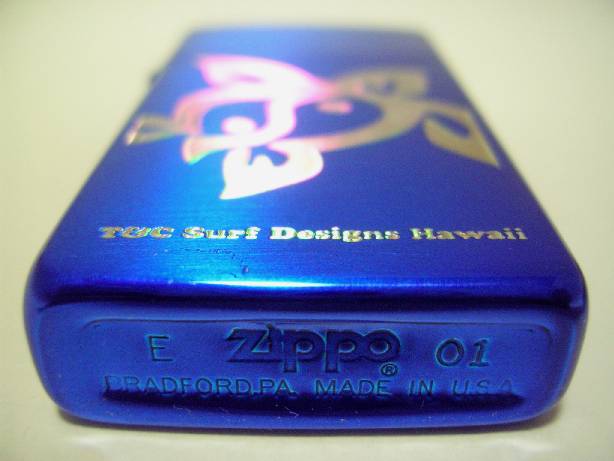 T&C Surf Designs Hawaii
E Zippo® 01
BRADFORD,PA. MADE IN U.S.A.